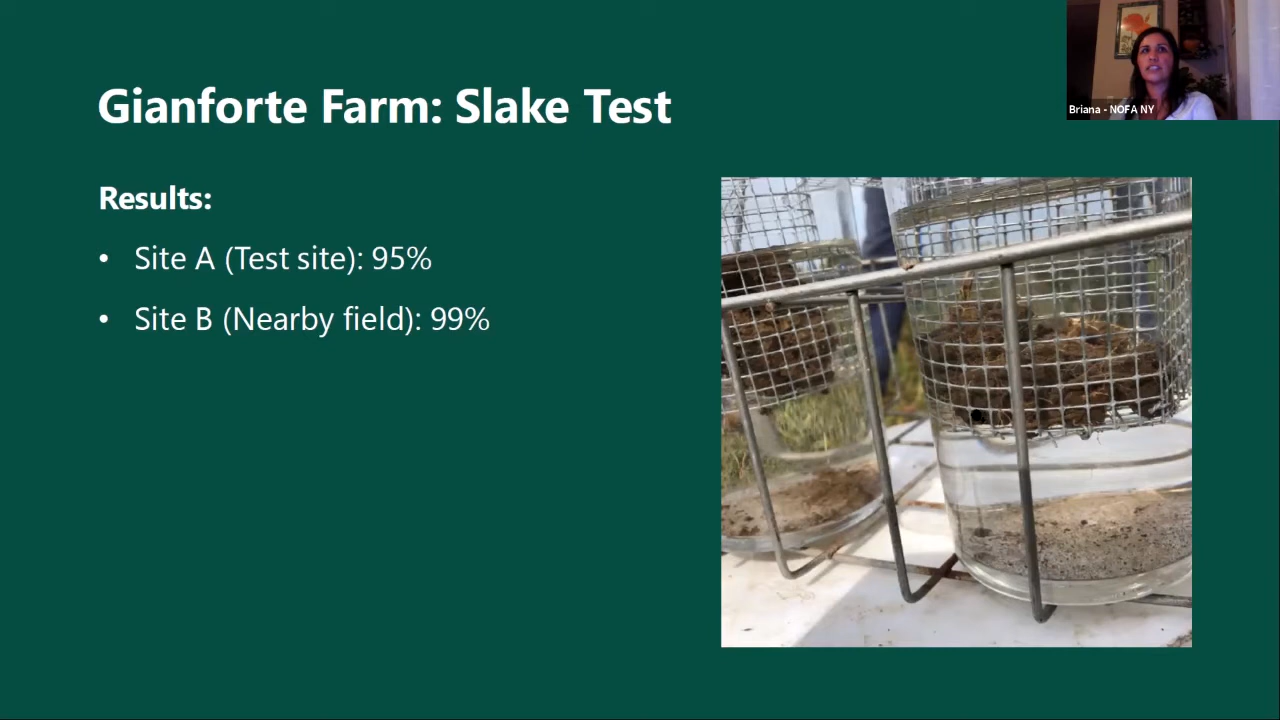 Gianforte Farm: Slake Test
Briana - NOFA NY
Results:
• Site A (Test site): 95%
• Site B (Nearby field): 99%